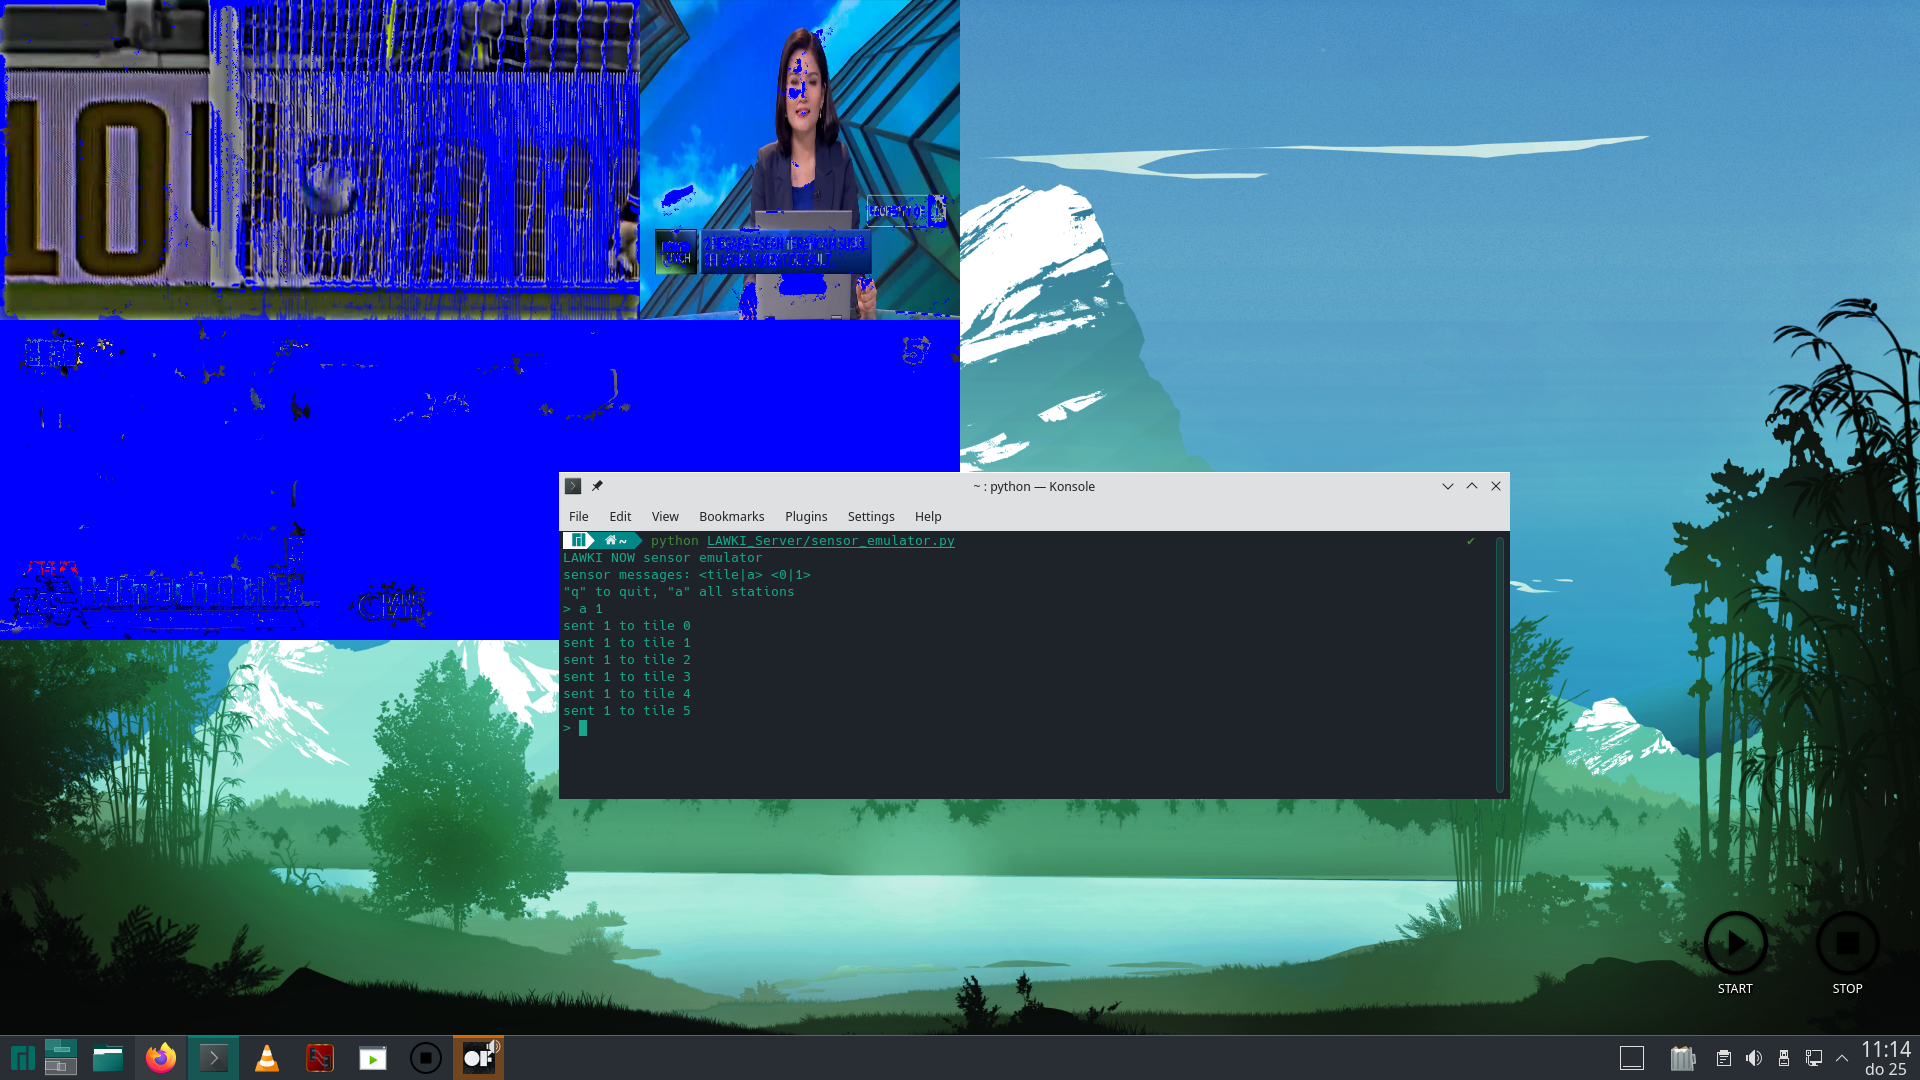 10
~ : python — Konsole
File Edit View Bookmarks Plugins Settings Help
~ python LAWKI_Server/sensor_emulator.py ✔
LAWKI NOW sensor emulator
sensor messages: <tile|a> <0|1>
"q" to quit, "a" all stations
> a 1
sent 1 to tile 0
sent 1 to tile 1
sent 1 to tile 2
sent 1 to tile 3
sent 1 to tile 4
sent 1 to tile 5
>
START STOP
OF
11:14
do 25